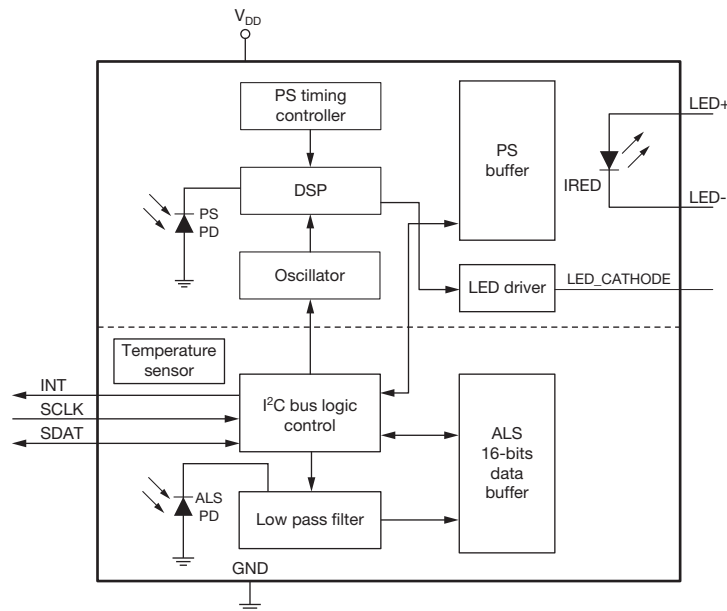 VDD
PS timing
controller
PS
buffer
LED+
IRED
LED-
DSP
PS
PD
Oscillator
LED driver
LED_CATHODE
Temperature
sensor
INT
SCLK
SDAT
I²C bus logic
control
ALS
16-bits
data
buffer
ALS
PD
Low pass filter
GND